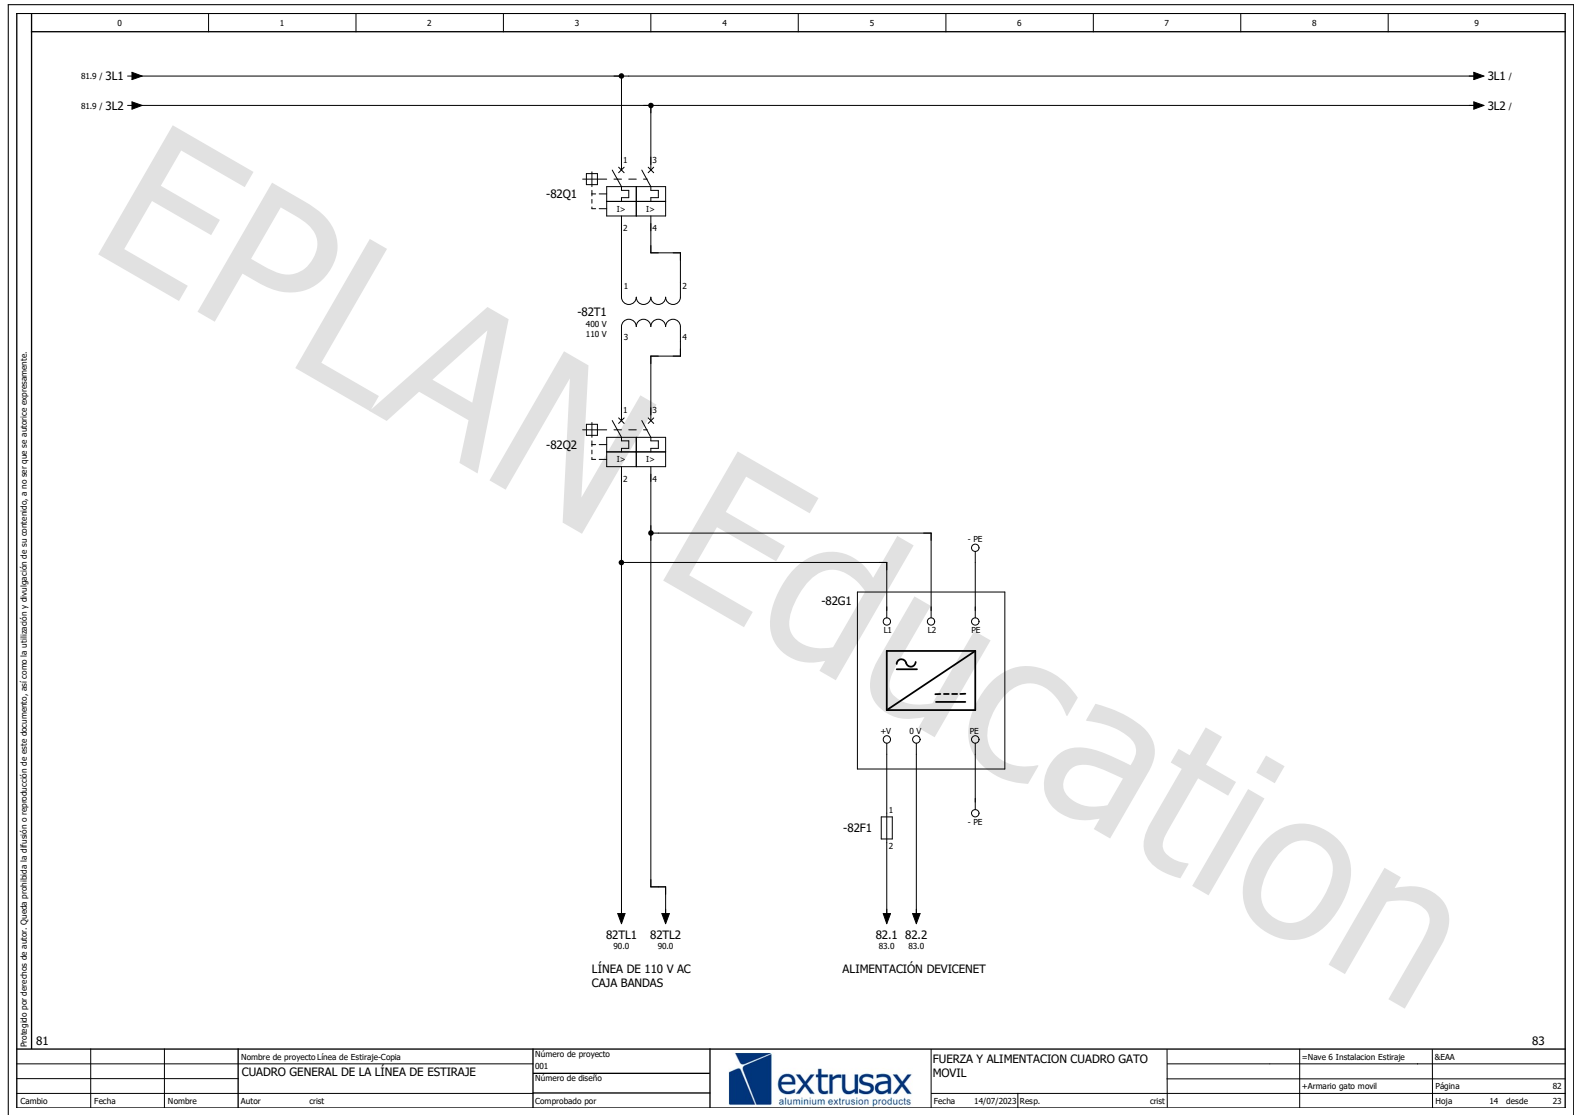 0 1 2 3 4 5 6 7 8 9
81.9 / 3L1
3L1 /
81.9 / 3L2
3L2 /
1 3
-82Q1
I> I>
2 4
1 2
-82T1
400 V
110 V
3 4
1 3
-82Q2
I> I>
2 4
- PE
-82G1
L1 L2 PE
+V 0 V PE
1
-82F1
2
- PE
82TL1 82TL2 82.1 82.2
90.0 90.0 83.0 83.0
LÍNEA DE 110 V AC
CAJA BANDAS
ALIMENTACIÓN DEVICENET
EPLAN Education
Protegido por derechos de autor. Queda prohibida la difusión o reproducción de este documento, así como la utilización y divulgación de su contenido, a no ser que se autorice expresamente.
81
83
Nombre de proyecto Línea de Estiraje-Copia
CUADRO GENERAL DE LA LÍNEA DE ESTIRAJE
Número de proyecto
001
Número de diseño
Comprobado por
extrusax
aluminium extrusion products
FUERZA Y ALIMENTACION CUADRO GATO
MOVIL
Fecha 14/07/2023 Resp. crist
=Nave 6 Instalacion Estiraje
&EAA
+Armario gato movil
Página 82
Hoja 14 desde 23
Cambio Fecha Nombre Autor crist